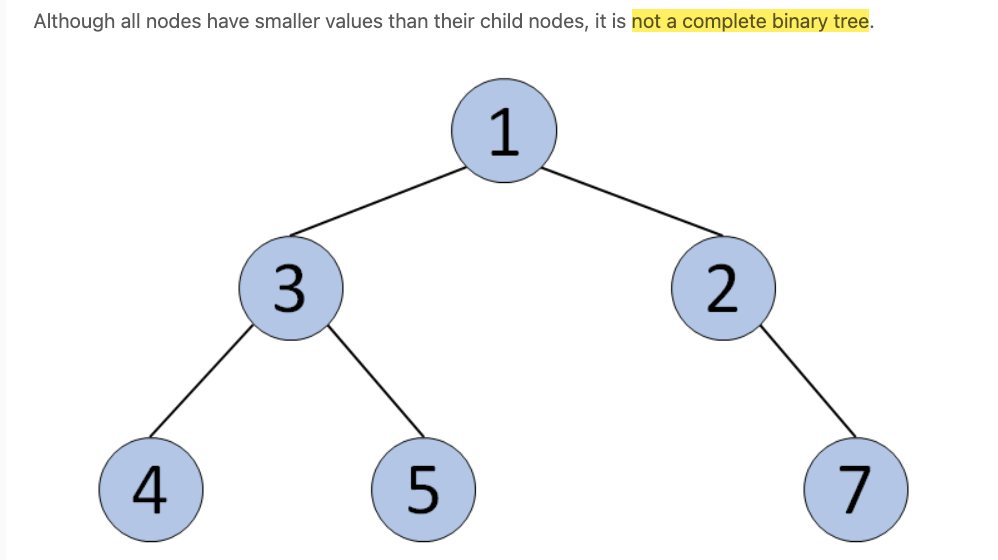 Although all nodes have smaller values than their child nodes, it is not a complete binary tree.
1
3 2
4 5 7